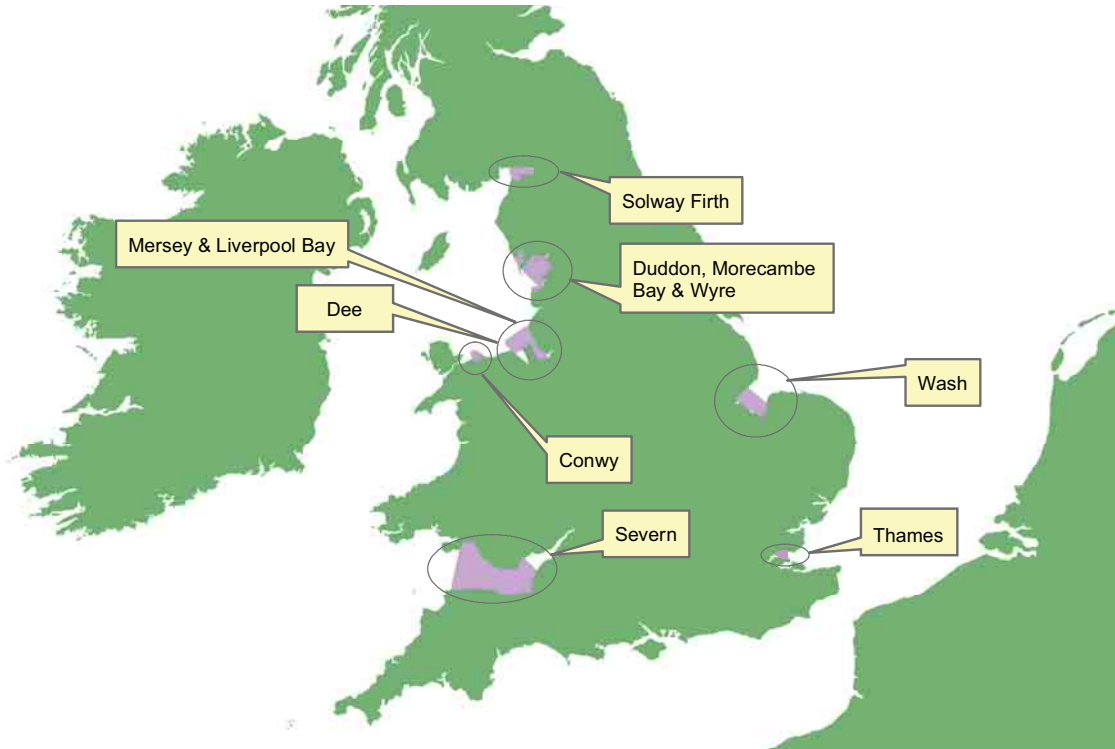 Solway Firth
Mersey & Liverpool Bay
Duddon, Morecambe
Bay & Wyre
Dee
Wash
Conwy
Severn
Thames